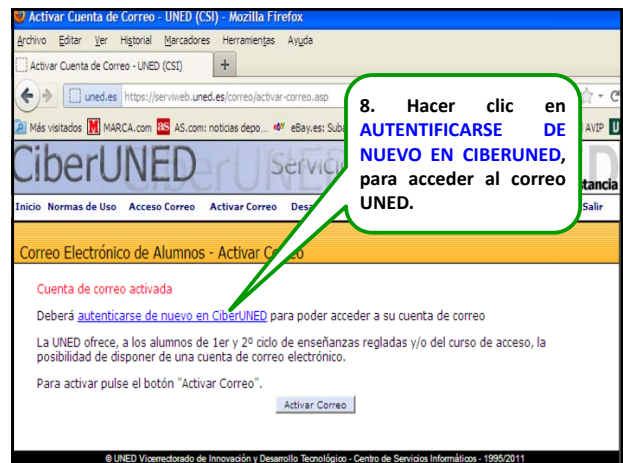 Activar Cuenta de Correo - UNED (CSI) - Mozilla Firefox
Archivo Editar Ver Historial Marcadores Herramientas Ayuda
Activar Cuenta de Correo - UNED (CSI) +
uned.es https://serviweb.uned.es/correo/activar-correo.asp
Más visitados MARCA.com as AS.com: noticias depo... eBay.es: Suba AVIP U
CiberUNED Servici
tancia
Inicio Normas de Uso Acceso Correo Activar Correo Desa Salir
8. Hacer clic en
AUTENTIFICARSE DE
NUEVO EN CIBERUNED,
para acceder al correo
UNED.
Correo Electrónico de Alumnos - Activar Correo
Cuenta de correo activada
Deberá autenticarse de nuevo en CiberUNED para poder acceder a su cuenta de correo
La UNED ofrece, a los alumnos de 1er y 2º ciclo de enseñanzas regladas y/o del curso de acceso, la
posibilidad de disponer de una cuenta de correo electrónico.
Para activar pulse el botón "Activar Correo".
Activar Correo
© UNED Vicerrectorado de Innovación y Desarrollo Tecnológico - Centro de Servicios Informáticos - 1995/2011